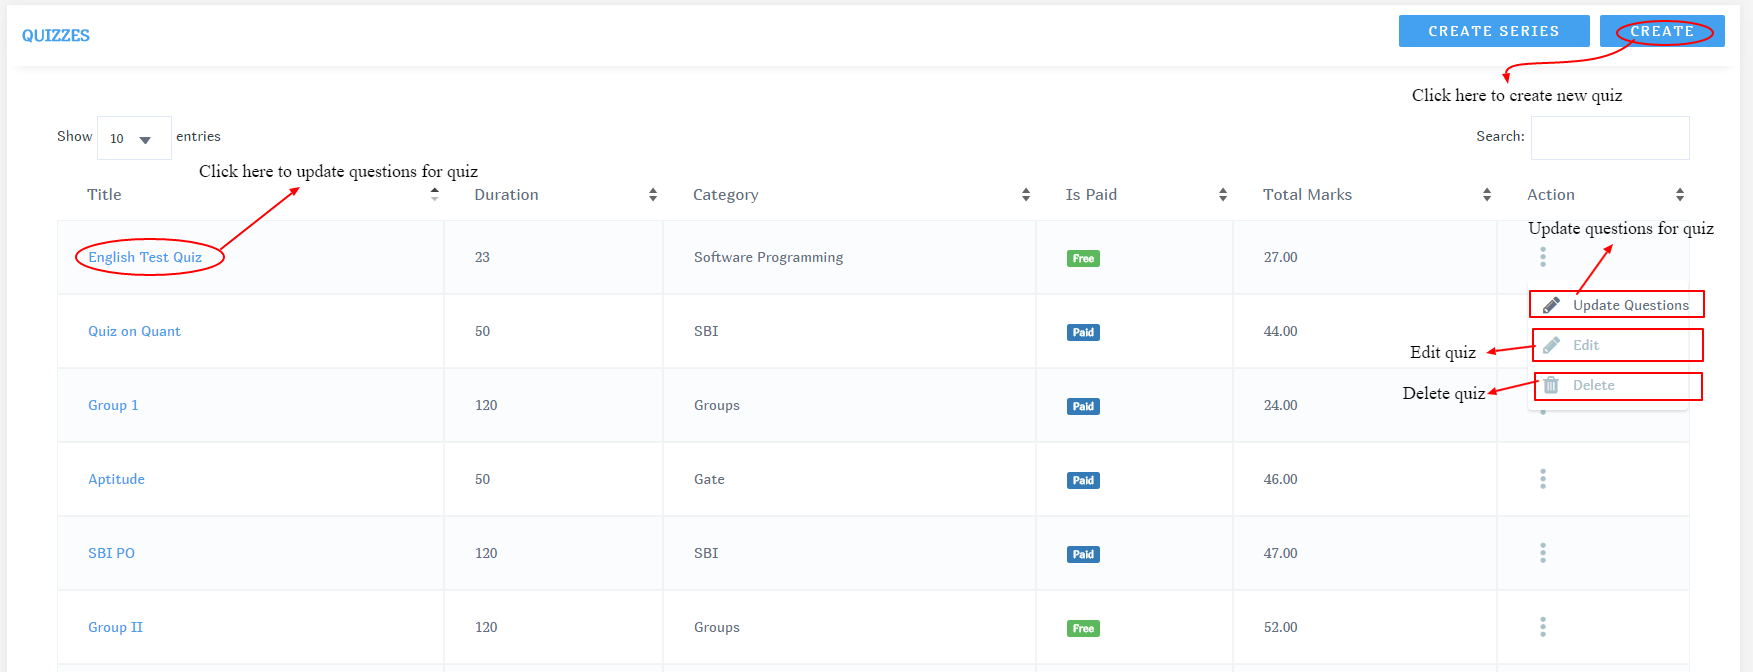 QUIZZES
CREATE SERIES
CREATE
Click here to create new quiz
Show 10 entries
Search:
Click here to update questions for quiz
Title Duration Category Is Paid Total Marks Action
Update questions for quiz
English Test Quiz 23 Software Programming Free 27.00
Update Questions
Quiz on Quant 50 SBI Paid 44.00
Edit quiz
Edit
Delete quiz
Delete
Group 1 120 Groups Paid 24.00
Aptitude 50 Gate Paid 46.00
SBI PO 120 SBI Paid 47.00
Group II 120 Groups Free 52.00